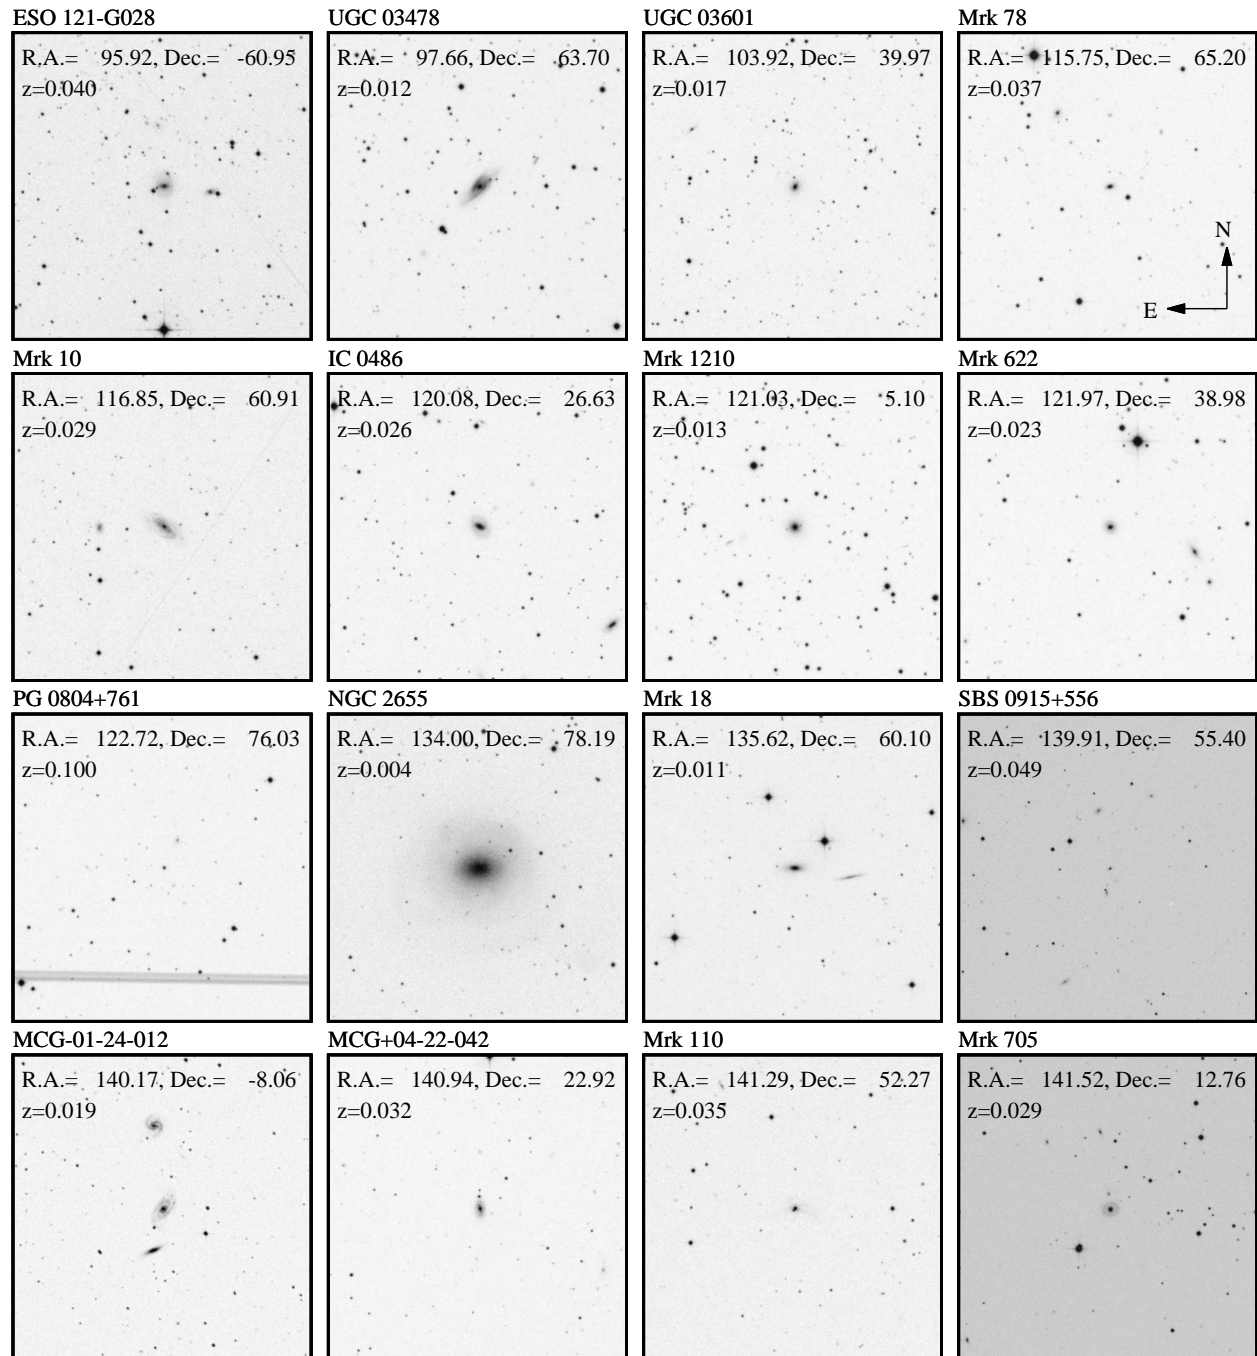 ESO 121-G028
R.A.= 95.92, Dec.= -60.95
z=0.040
UGC 03478
R.A.= 97.66, Dec.= 63.70
z=0.012
UGC 03601
R.A.= 103.92, Dec.= 39.97
z=0.017
Mrk 78
R.A.= 115.75, Dec.= 65.20
z=0.037
N
E
Mrk 10
R.A.= 116.85, Dec.= 60.91
z=0.029
IC 0486
R.A.= 120.08, Dec.= 26.63
z=0.026
Mrk 1210
R.A.= 121.03, Dec.= 5.10
z=0.013
Mrk 622
R.A.= 121.97, Dec.= 38.98
z=0.023
PG 0804+761
R.A.= 122.72, Dec.= 76.03
z=0.100
NGC 2655
R.A.= 134.00, Dec.= 78.19
z=0.004
Mrk 18
R.A.= 135.62, Dec.= 60.10
z=0.011
SBS 0915+556
R.A.= 139.91, Dec.= 55.40
z=0.049
MCG-01-24-012
R.A.= 140.17, Dec.= -8.06
z=0.019
MCG+04-22-042
R.A.= 140.94, Dec.= 22.92
z=0.032
Mrk 110
R.A.= 141.29, Dec.= 52.27
z=0.035
Mrk 705
R.A.= 141.52, Dec.= 12.76
z=0.029